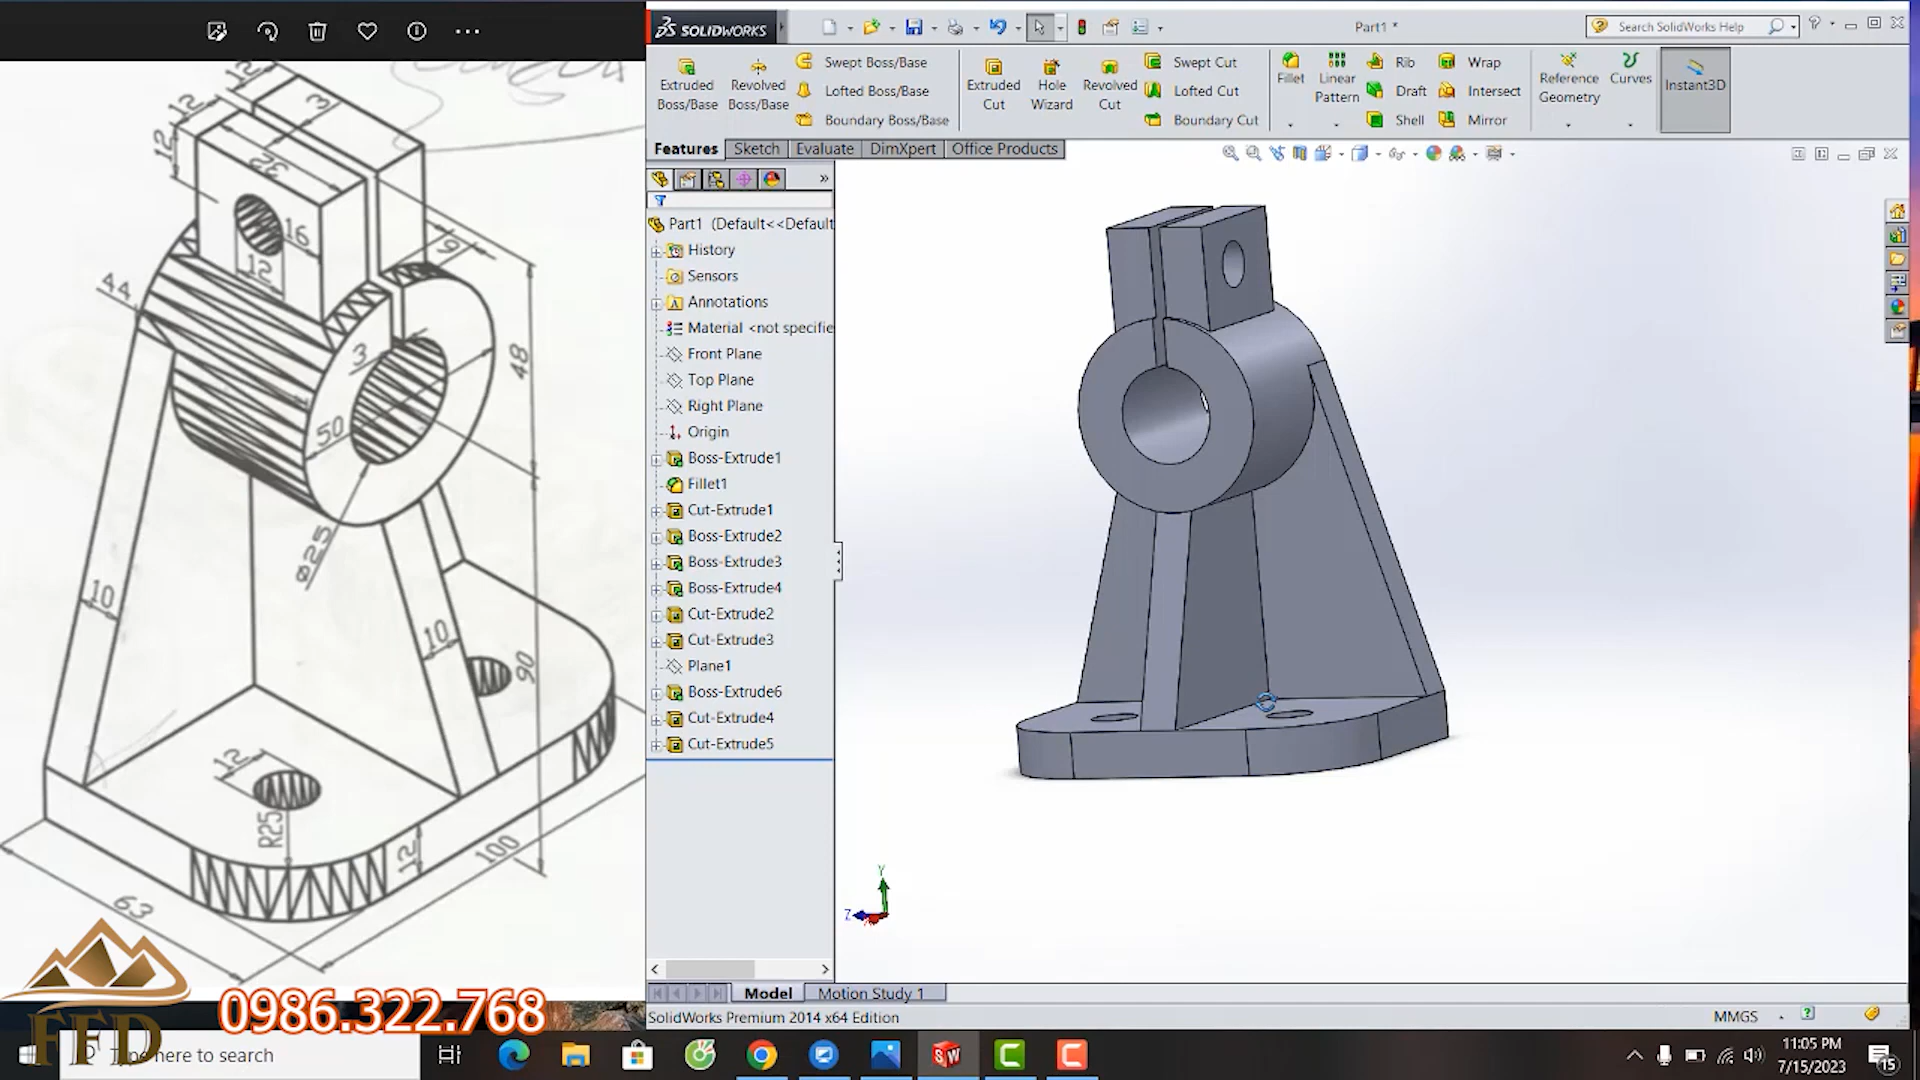 12
12
12
3
32
16
12
9
44
3
48
50
ø25
10
10
90
12
R25
12
100
63
FFD
0986.322.768
SOLIDWORKS
Part1 *
Search SolidWorks Help
Extruded Boss/Base
Revolved Boss/Base
Swept Boss/Base
Lofted Boss/Base
Boundary Boss/Base
Extruded Cut
Hole Wizard
Revolved Cut
Swept Cut
Lofted Cut
Boundary Cut
Fillet
Linear Pattern
Rib
Draft
Shell
Wrap
Intersect
Mirror
Reference Geometry
Curves
Instant3D
Features
Sketch
Evaluate
DimXpert
Office Products
Part1 (Default<<Default
History
Sensors
Annotations
Material <not specifie
Front Plane
Top Plane
Right Plane
Origin
Boss-Extrude1
Fillet1
Cut-Extrude1
Boss-Extrude2
Boss-Extrude3
Boss-Extrude4
Cut-Extrude2
Cut-Extrude3
Plane1
Boss-Extrude6
Cut-Extrude4
Cut-Extrude5
Y
Z
Model
Motion Study 1
SolidWorks Premium 2014 x64 Edition
MMGS
here to search
11:05 PM
7/15/2023
15